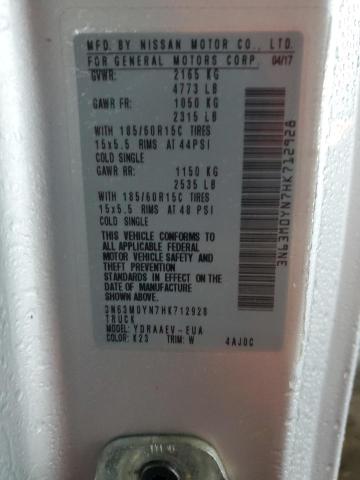 MFD. BY NISSAN MOTOR CO., LTD.
FOR GENERAL MOTORS CORP. 04/17
GVWR: 2165 KG
4773 LB
GAWR FR: 1050 KG
2315 LB
WITH 185/60R15C TIRES
15x5.5 RIMS AT 44PSI
COLD SINGLE
GAWR RR: 1150 KG
2535 LB
WITH 185/60R15C TIRES
15x5.5 RIMS AT 48 PSI
COLD SINGLE
THIS VEHICLE CONFORMS TO
ALL APPLICABLE FEDERAL
MOTOR VEHICLE SAFETY AND
THEFT PREVENTION
STANDARDS IN EFFECT ON THE
DATE OF MANUFACTURE
SHOWN ABOVE.
3N63M0YN7HK712928
TRUCK
MODEL: YDRAAEV-EUA
COLOR: K23 TRIM: W 4AJ0C
3N63M0YN7HK712928